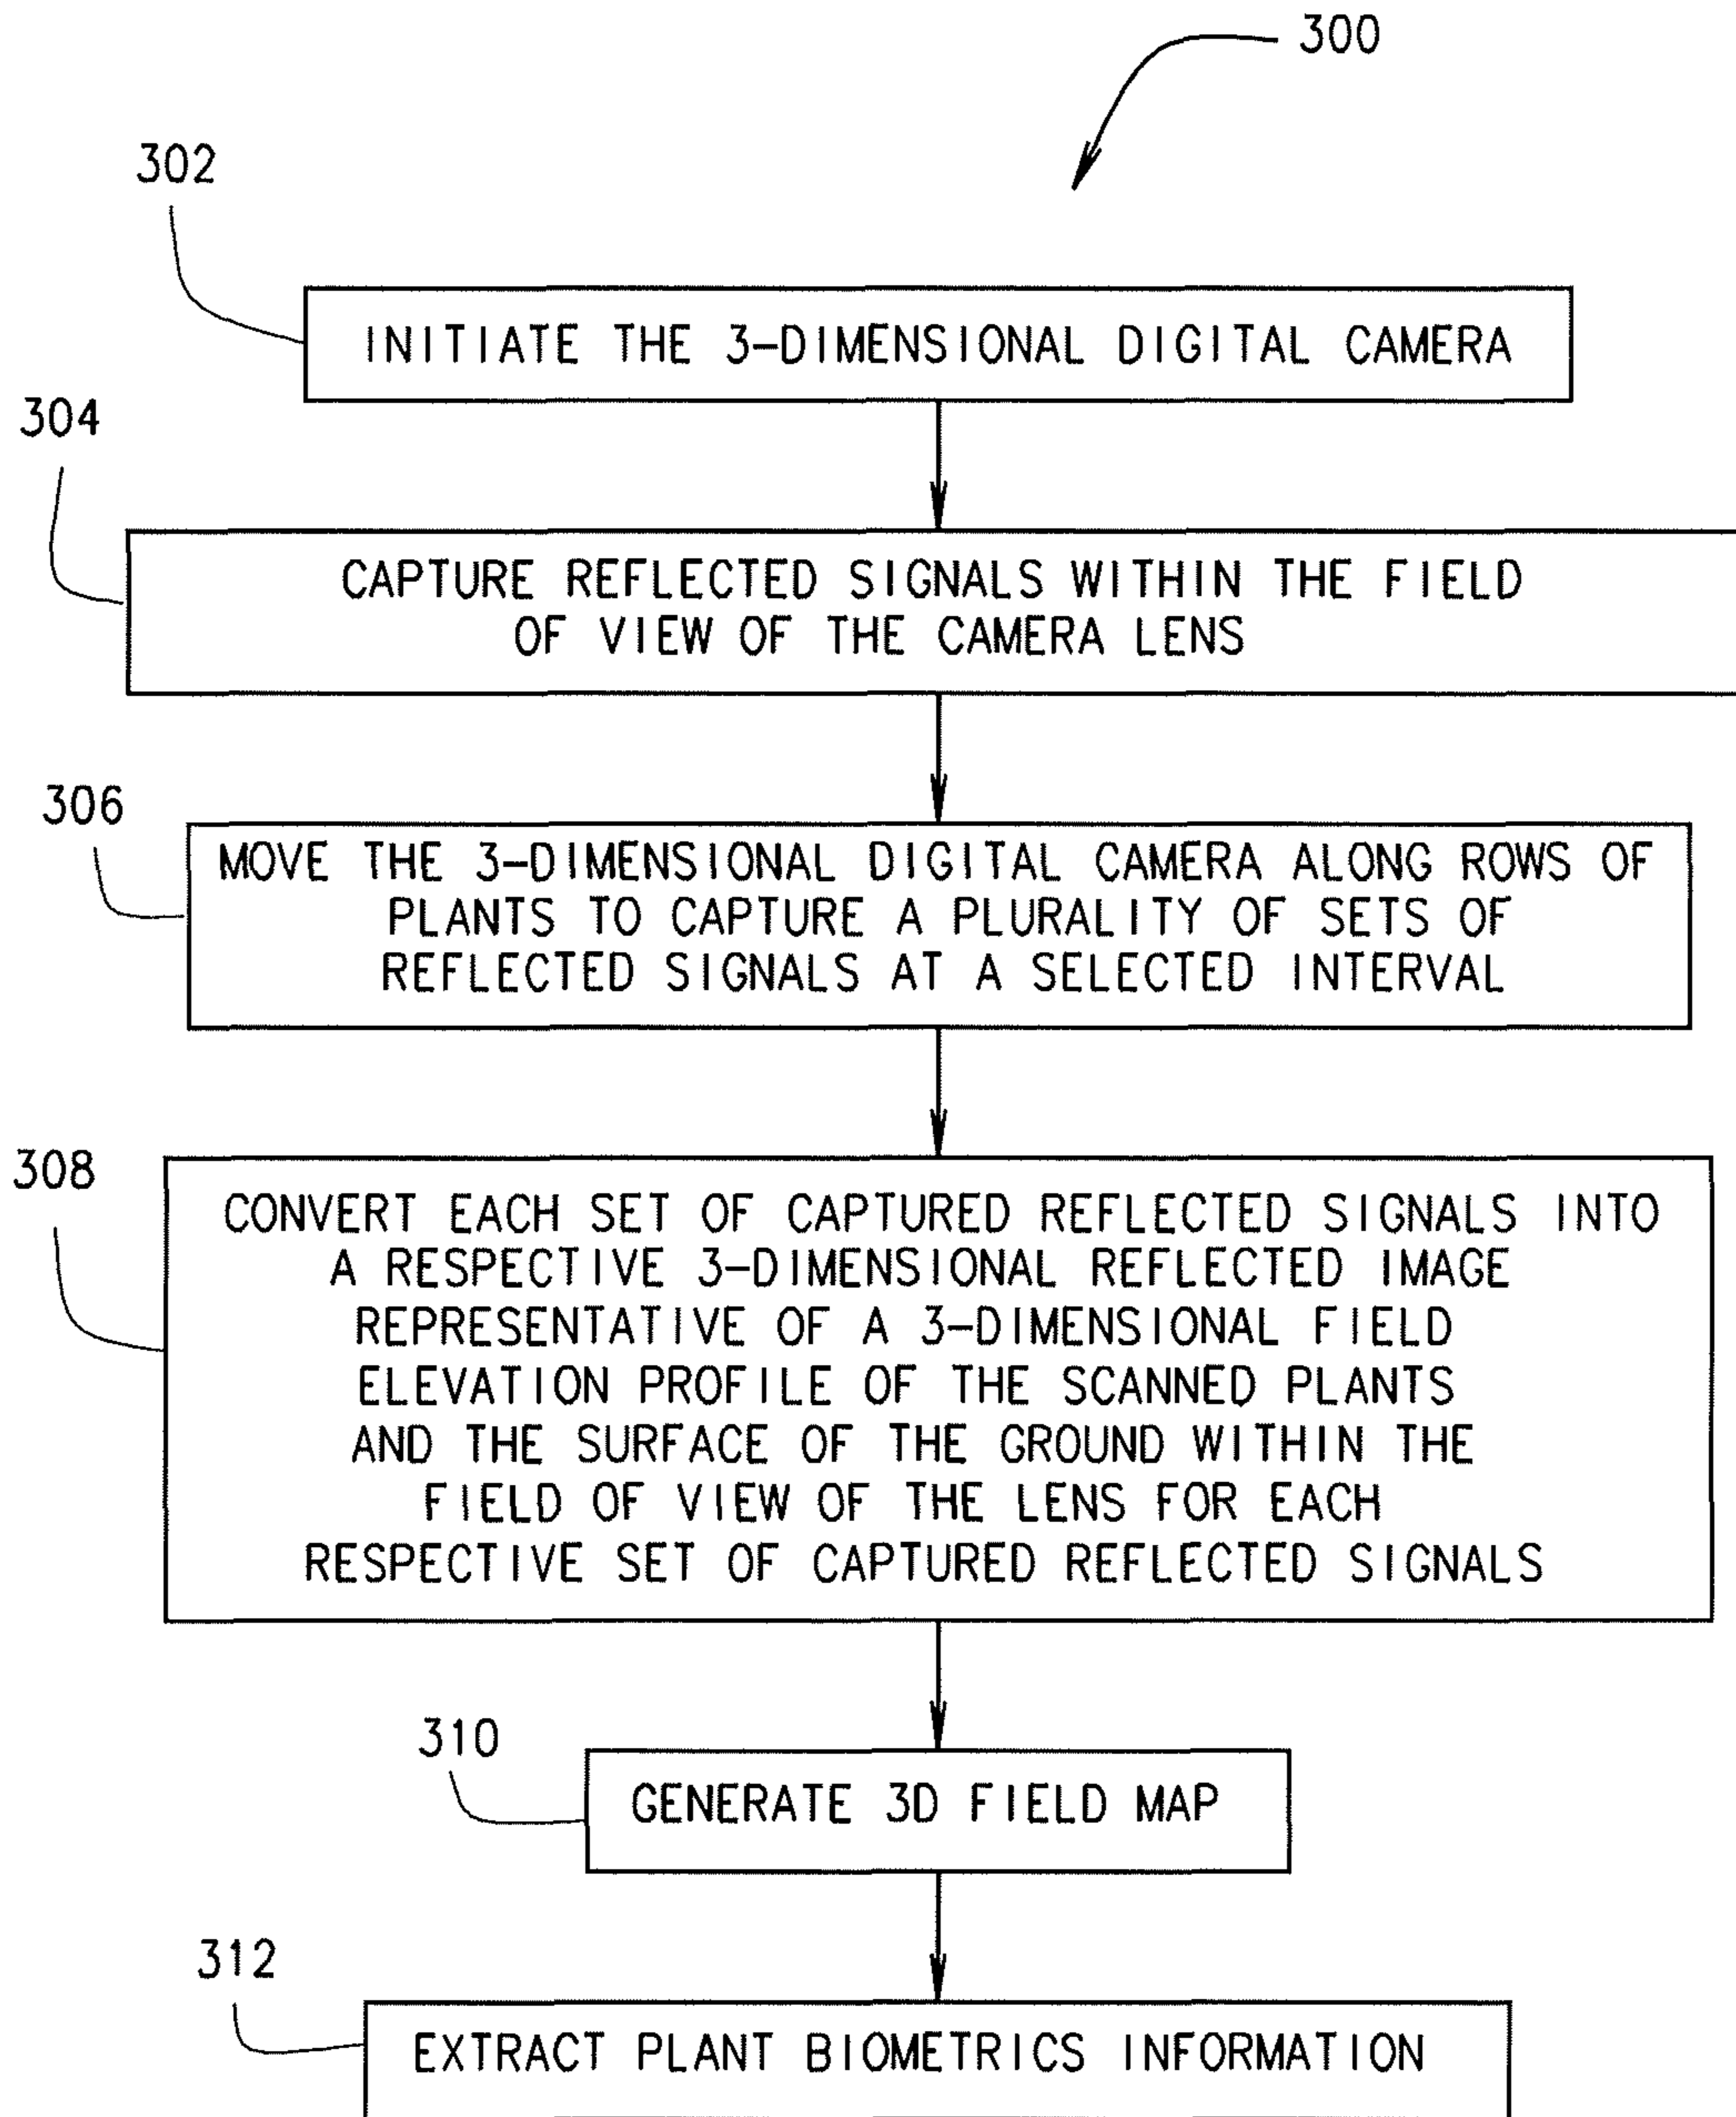 300
302
INITIATE THE 3-DIMENSIONAL DIGITAL CAMERA
304
CAPTURE REFLECTED SIGNALS WITHIN THE FIELD
OF VIEW OF THE CAMERA LENS
306
MOVE THE 3-DIMENSIONAL DIGITAL CAMERA ALONG ROWS OF
PLANTS TO CAPTURE A PLURALITY OF SETS OF
REFLECTED SIGNALS AT A SELECTED INTERVAL
308
CONVERT EACH SET OF CAPTURED REFLECTED SIGNALS INTO
A RESPECTIVE 3-DIMENSIONAL REFLECTED IMAGE
REPRESENTATIVE OF A 3-DIMENSIONAL FIELD
ELEVATION PROFILE OF THE SCANNED PLANTS
AND THE SURFACE OF THE GROUND WITHIN THE
FIELD OF VIEW OF THE LENS FOR EACH
RESPECTIVE SET OF CAPTURED REFLECTED SIGNALS
310
GENERATE 3D FIELD MAP
312
EXTRACT PLANT BIOMETRICS INFORMATION